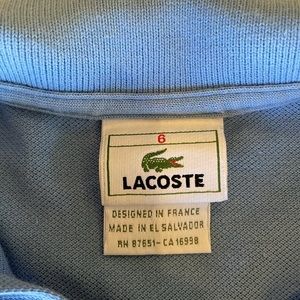 6
LACOSTE
DESIGNED IN FRANCE
MADE IN EL SALVADOR
RN 87651-CA 16998